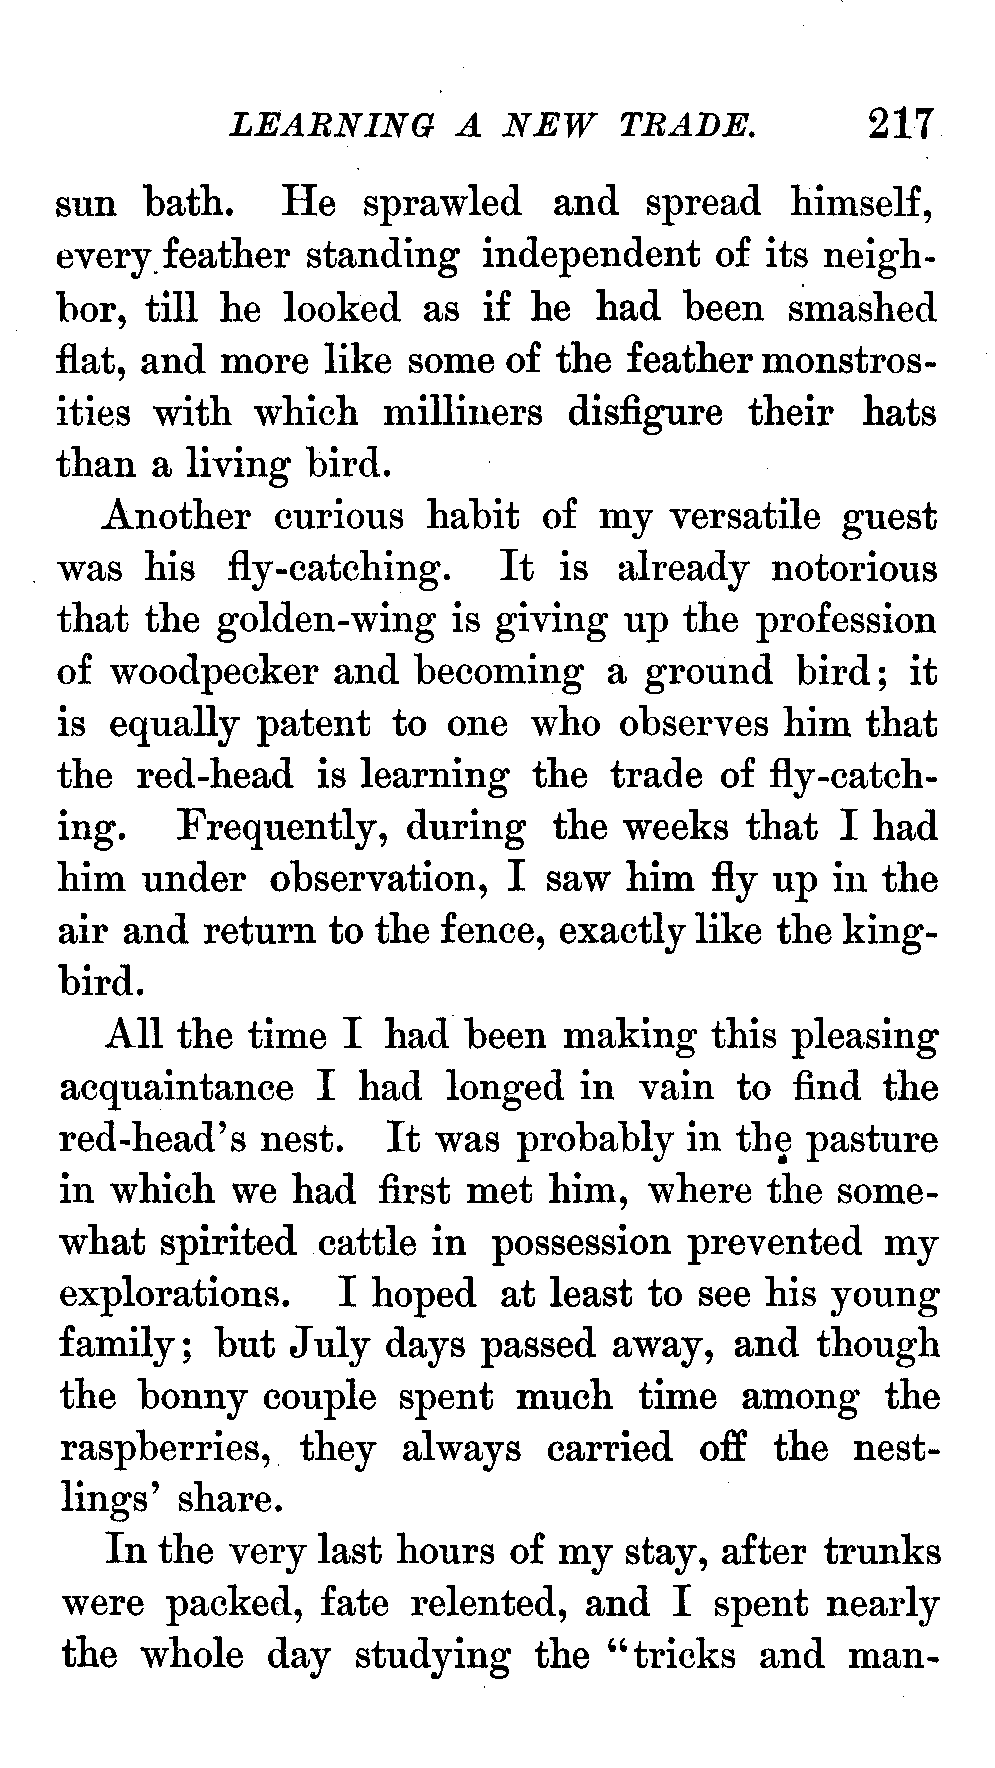 LEARNING A NEW TRADE. 217
sun bath. He sprawled and spread himself,
every feather standing independent of its neigh-
bor, till he looked as if he had been smashed
flat, and more like some of the feather monstros-
ities with which milliners disfigure their hats
than a living bird.
Another curious habit of my versatile guest
was his fly-catching. It is already notorious
that the golden-wing is giving up the profession
of woodpecker and becoming a ground bird; it
is equally patent to one who observes him that
the red-head is learning the trade of fly-catch-
ing. Frequently, during the weeks that I had
him under observation, I saw him fly up in the
air and return to the fence, exactly like the king-
bird.
All the time I had been making this pleasing
acquaintance I had longed in vain to find the
red-head's nest. It was probably in the pasture
in which we had first met him, where the some-
what spirited cattle in possession prevented my
explorations. I hoped at least to see his young
family; but July days passed away, and though
the bonny couple spent much time among the
raspberries, they always carried off the nest-
lings' share.
In the very last hours of my stay, after trunks
were packed, fate relented, and I spent nearly
the whole day studying the "tricks and man-